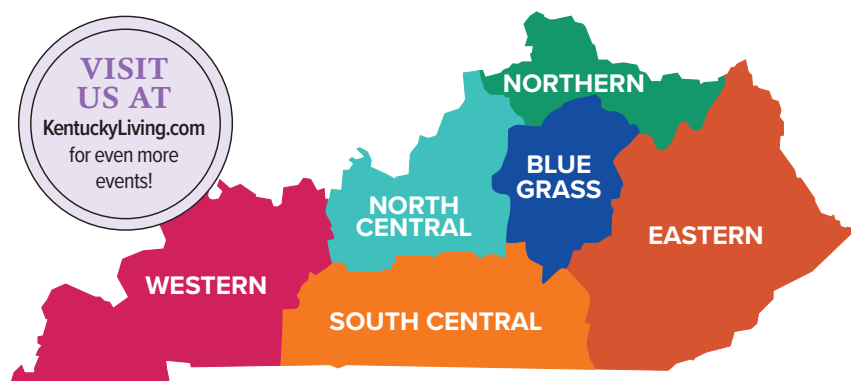 VISIT
US AT
KentuckyLiving.com
for even more
events!
NORTHERN
BLUE
GRASS
NORTH
CENTRAL
EASTERN
WESTERN
SOUTH CENTRAL